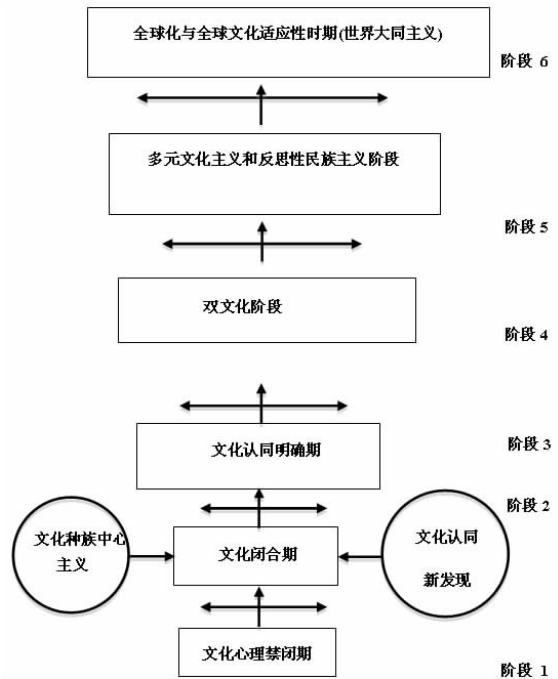 全球化与全球文化适应性时期(世界大同主义)
阶段 6
多元文化主义和反思性民族主义阶段
阶段 5
双文化阶段
阶段 4
文化认同明确期
阶段 3
阶段 2
文化种族中心
主义
文化闭合期
文化认同
新发现
文化心理禁闭期
阶段 1